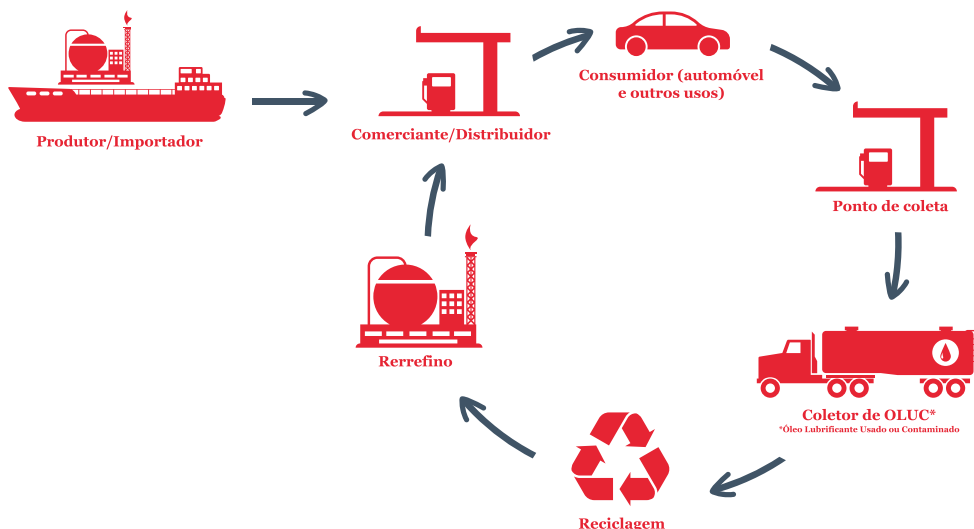 Produtor/Importador
Comerciante/Distribuidor
Consumidor (automóvel
e outros usos)
Ponto de coleta
Coletor de OLUC*
*Óleo Lubrificante Usado ou Contaminado
Reciclagem
Rerrefino